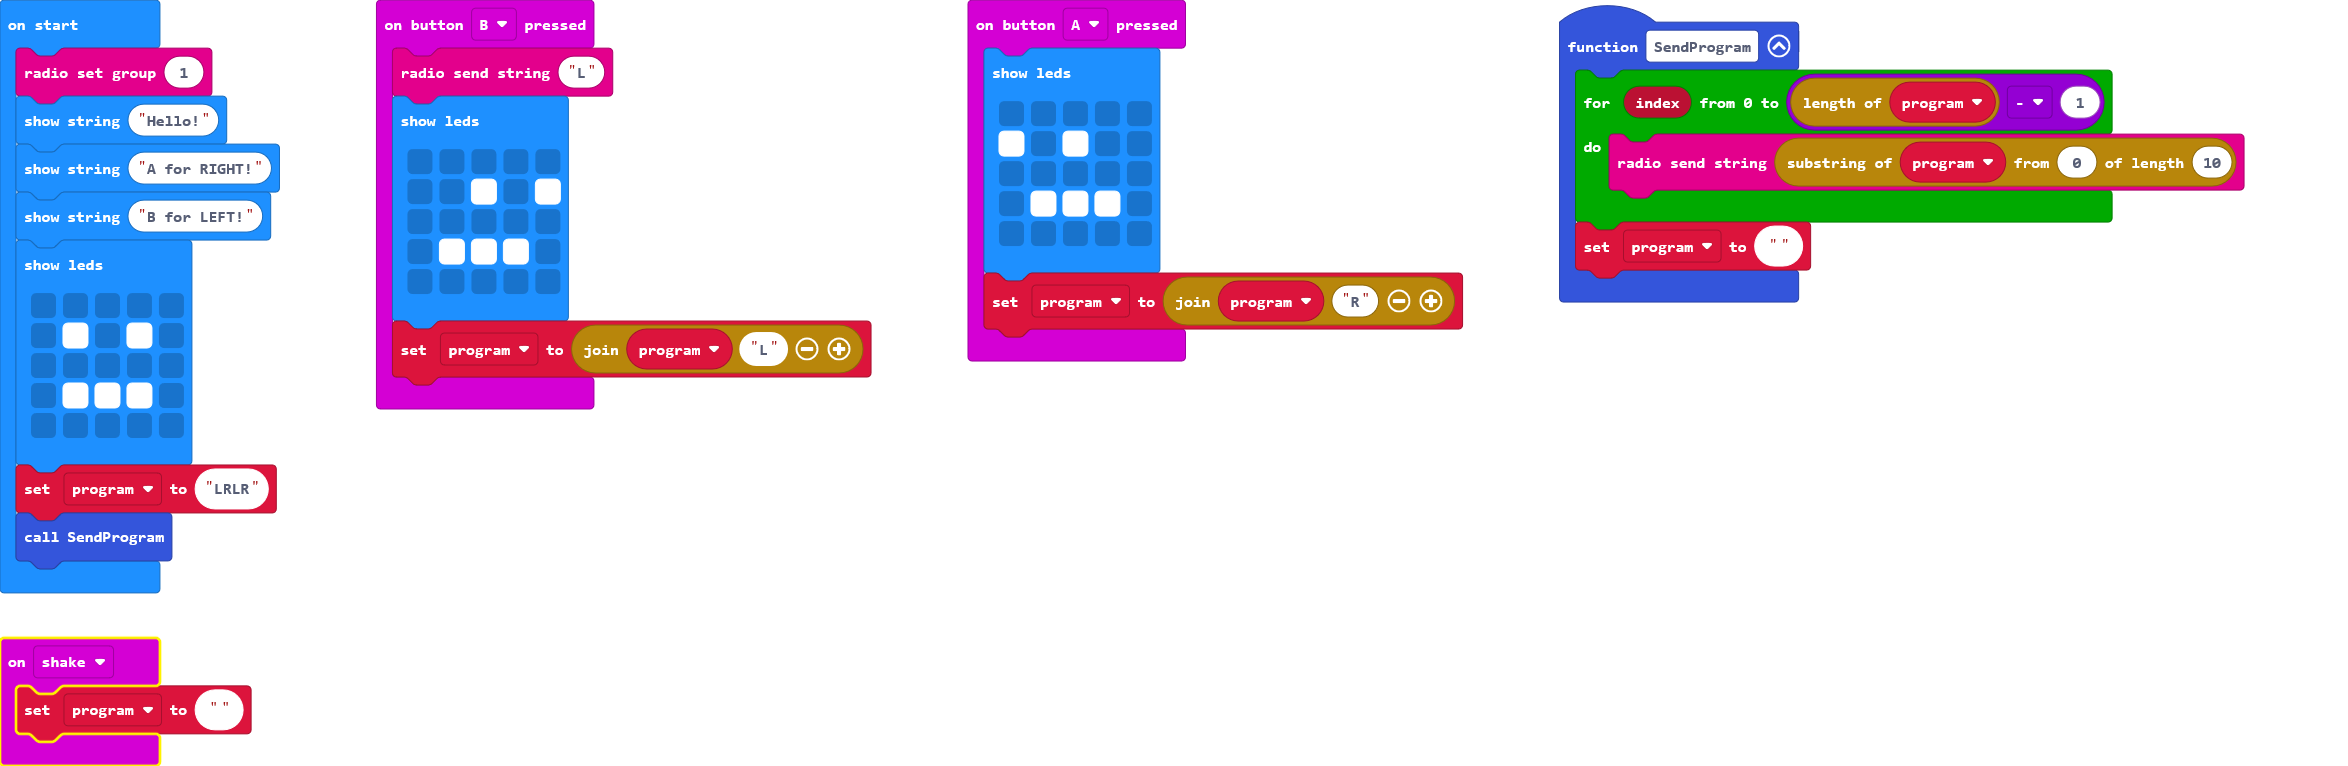 on start
radio set group 1
show string "Hello!"
show string "A for RIGHT!"
show string "B for LEFT!"
show leds
set program to "LRLR"
call SendProgram
on shake
set program to " "
on button B pressed
radio send string "L"
show leds
set program to join program "L"
on button A pressed
show leds
set program to join program "R"
function SendProgram
for index from 0 to length of program - 1
do
radio send string substring of program from 0 of length 10
set program to " "